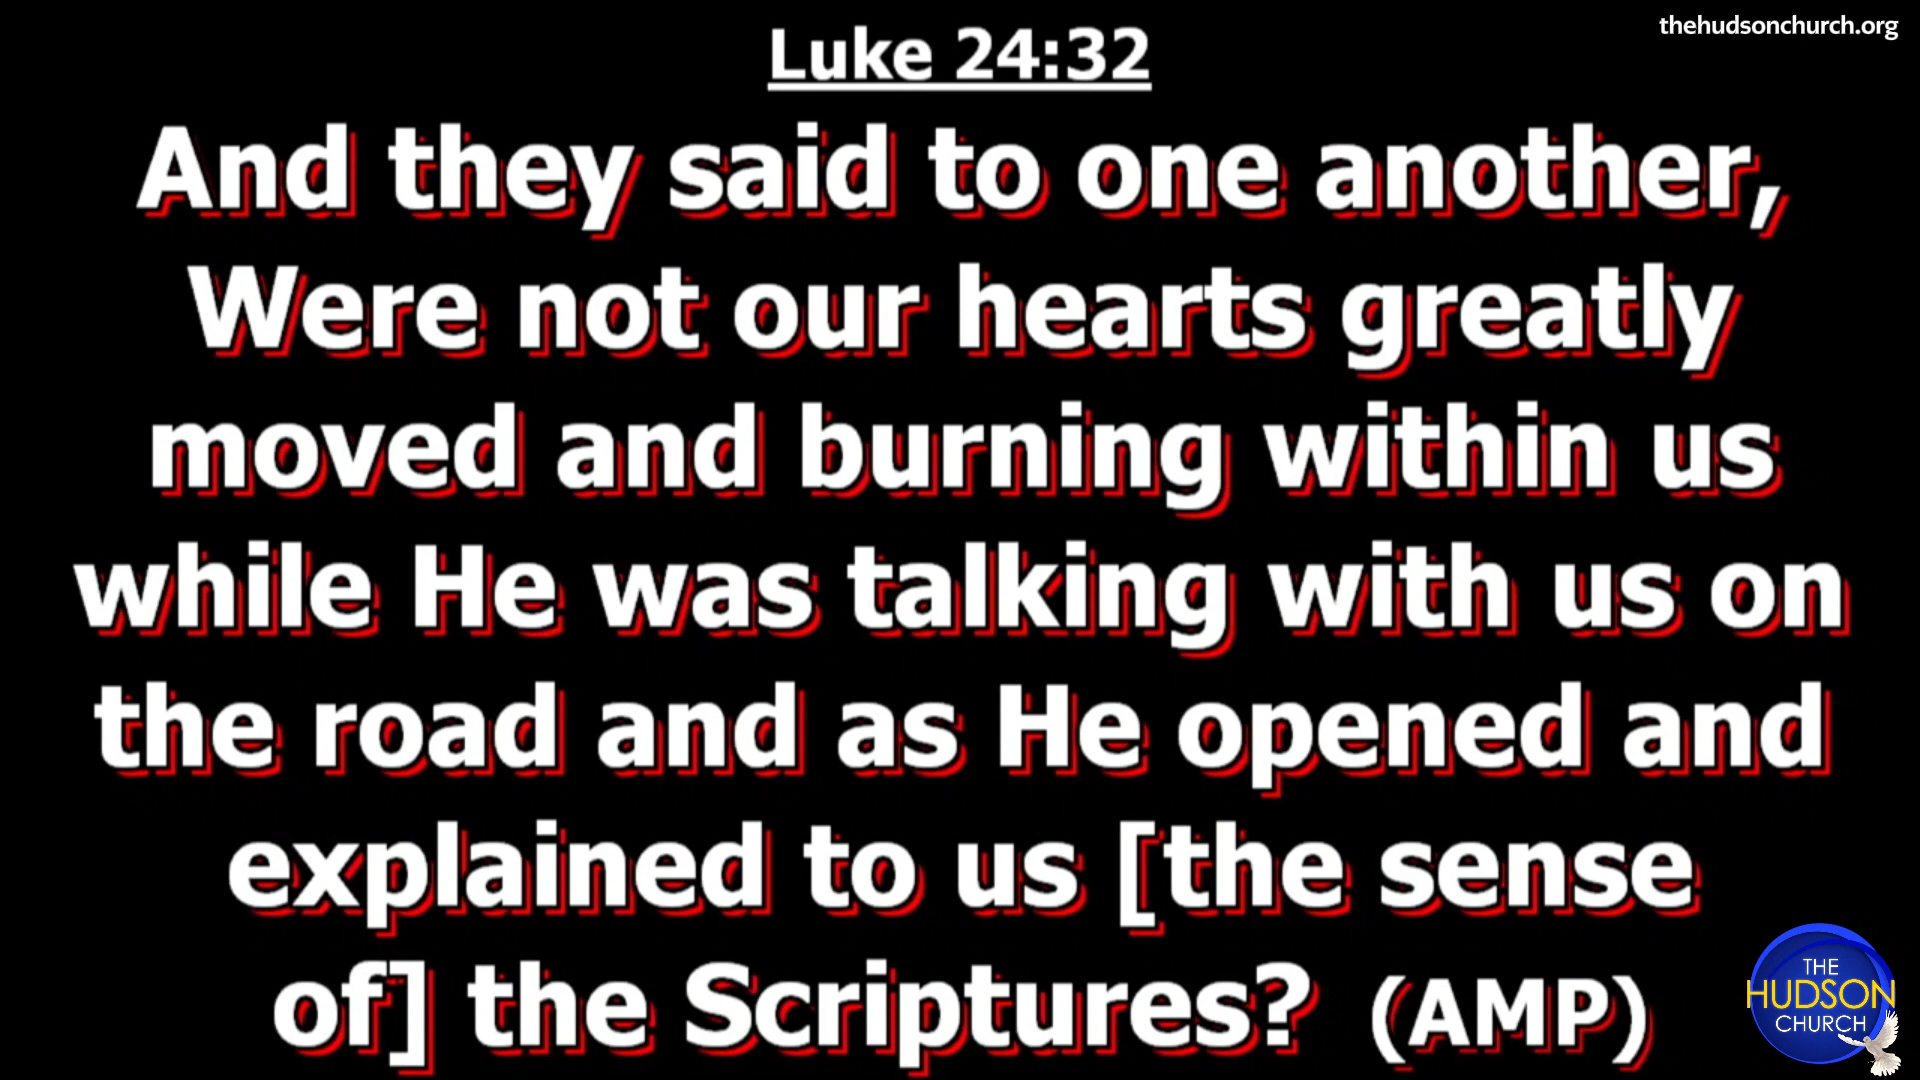 thehudsonchurch.org
Luke 24:32
And they said to one another,
Were not our hearts greatly
moved and burning within us
while He was talking with us on
the road and as He opened and
explained to us [the sense
of] the Scriptures? (AMP)
THE
HUDSON
CHURCH